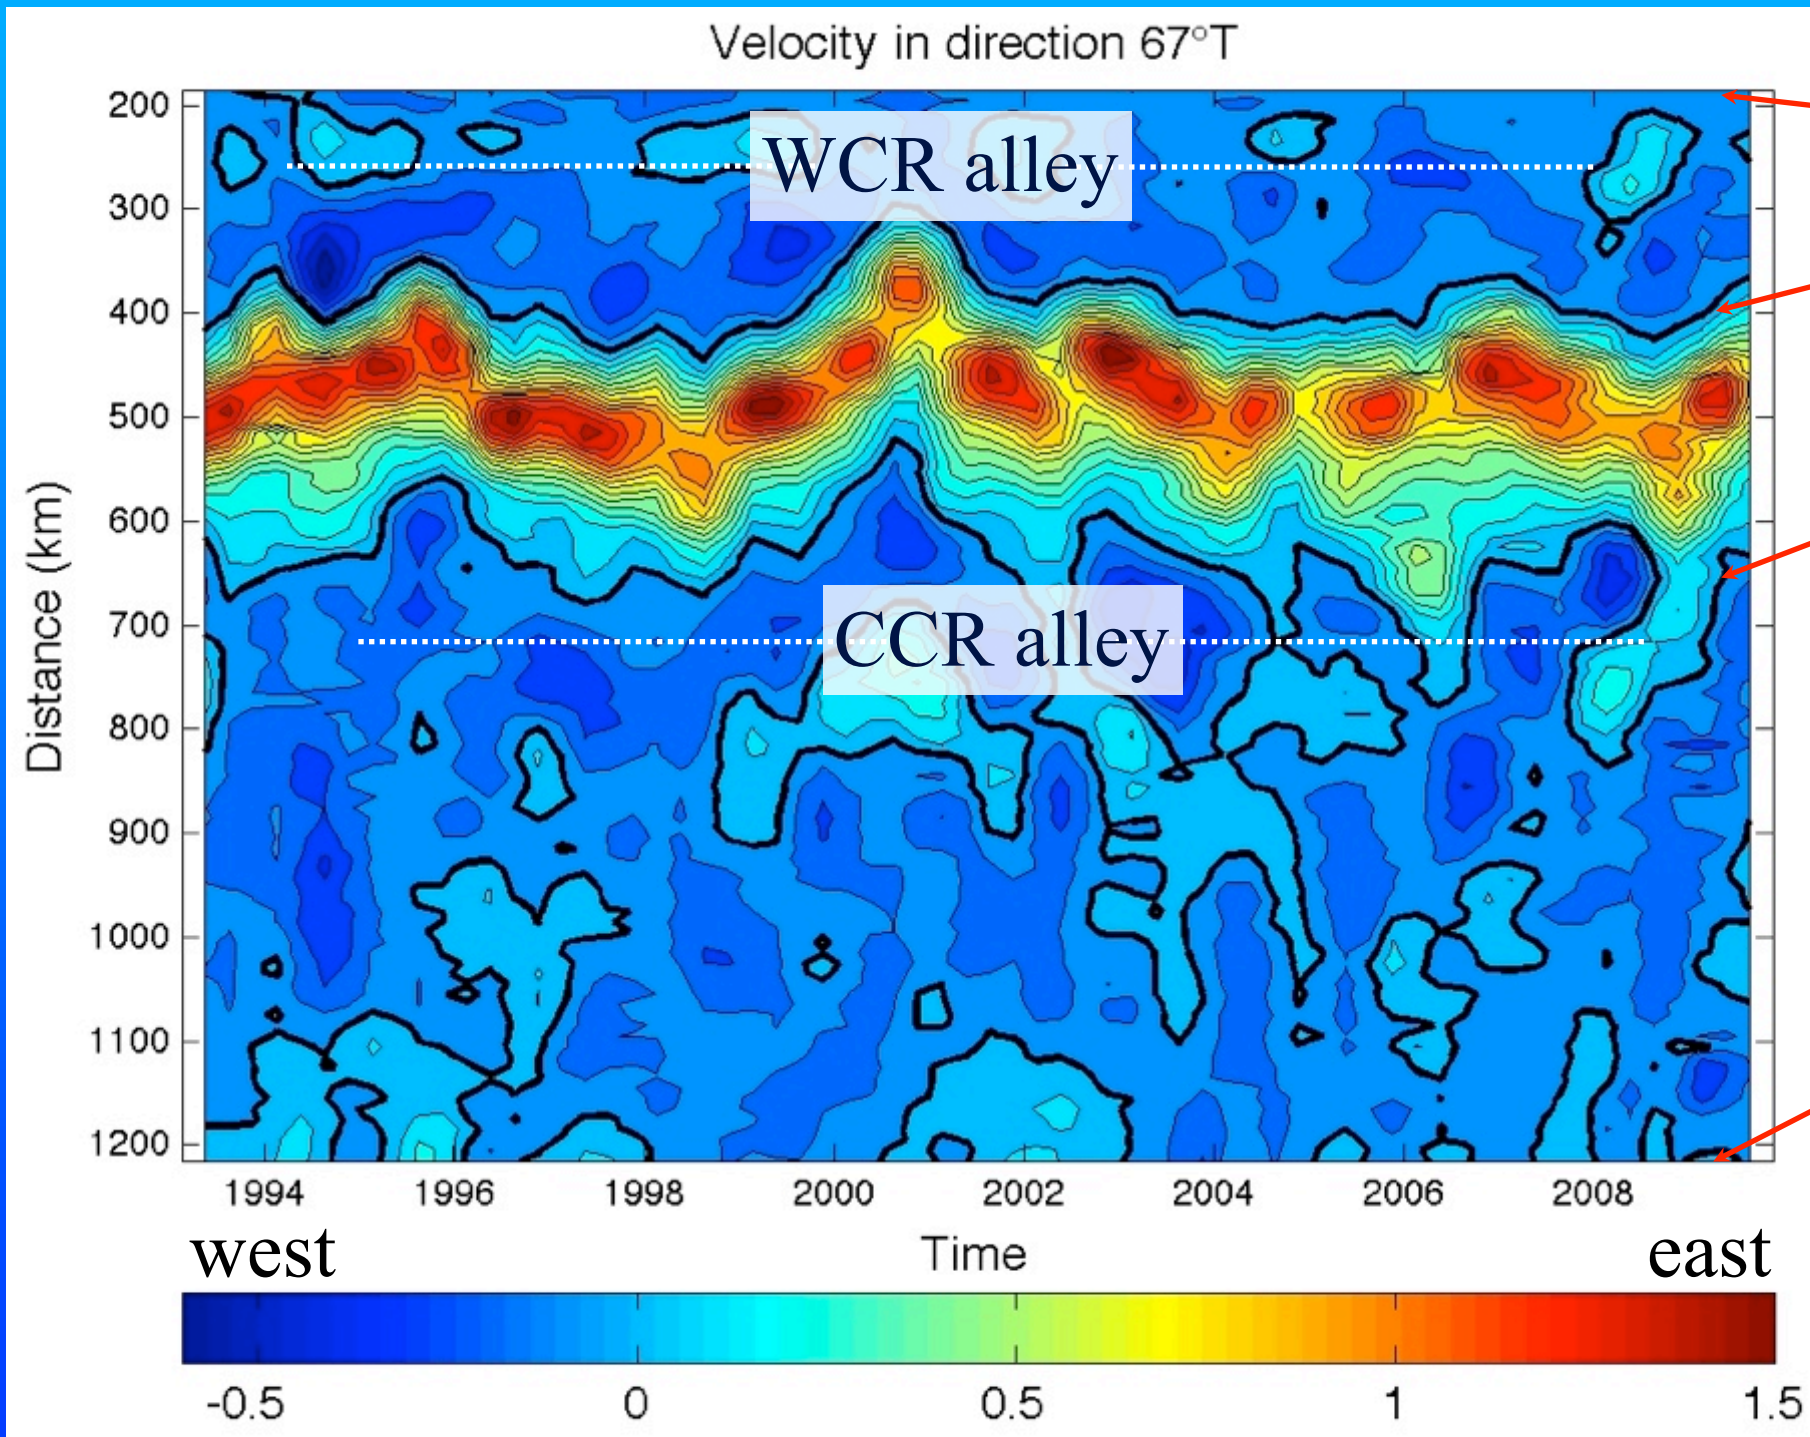 Velocity in direction 67°T
200
300
400
500
600
700
800
900
1000
1100
1200
Distance (km)
WCR alley
CCR alley
1994 1996 1998 2000 2002 2004 2006 2008
west Time east
-0.5 0 0.5 1 1.5